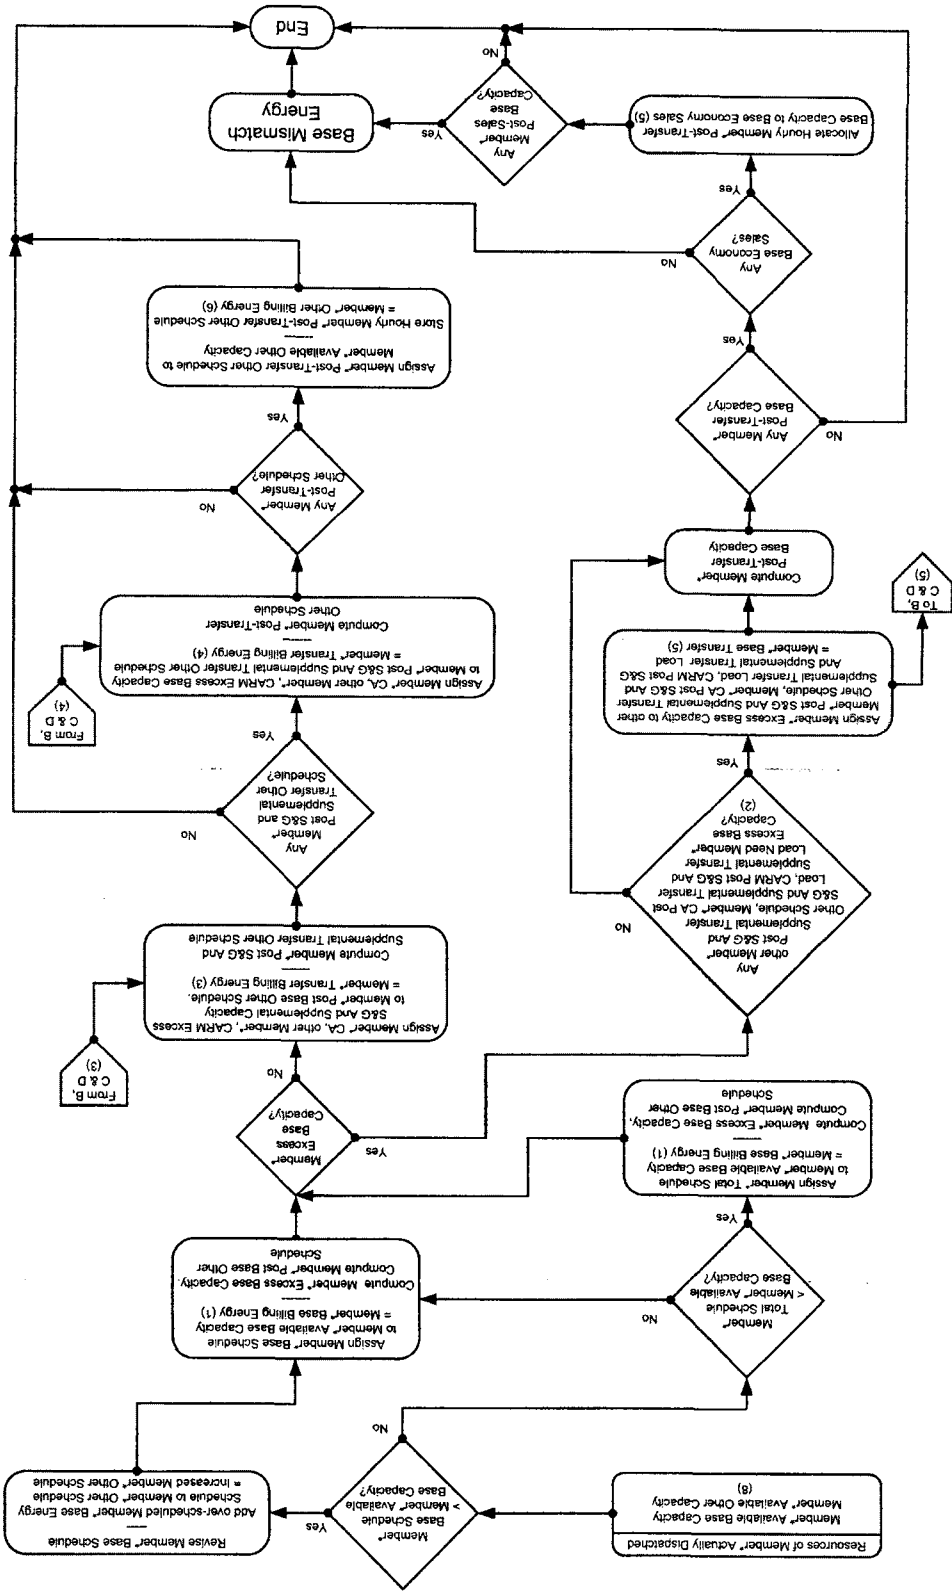 Resources of Member* Actually Dispatched
Member* Available Base Capacity
Member* Available Other Capacity
(8)
Member*
Base Schedule
> Member* Available
Base Capacity?
Yes
No
Revise Member* Base Schedule
Add over-scheduled Member* Base Energy
Schedule to Member* Other Schedule
= Increased Member* Other Schedule
Member*
Total Schedule
< Member* Available
Base Capacity?
No
Yes
Assign Member* Base Schedule
to Member* Available Base Capacity
= Member* Base Billing Energy (1)
Compute Member* Excess Base Capacity.
Compute Member* Post Base Other
Schedule
Assign Member* Total Schedule
to Member* Available Base Capacity
= Member* Base Billing Energy (1)
Compute Member* Excess Base Capacity,
Compute Member* Post Base Other
Schedule
Member*
Excess
Base
Capacity?
Yes
No
From B,
C & D
(3)
Assign Member* CA, other Member*, CARM Excess
S&G And Supplemental Capacity
to Member* Post Base Other Schedule.
= Member* Transfer Billing Energy (3)
Compute Member* Post S&G And
Supplemental Transfer Other Schedule
Any
other Member*
Post S&G And
Supplemental Transfer
Other Schedule, Member* CA Post
S&G And Supplemental Transfer
Load, CARM Post S&G And
Supplemental Transfer
Load Need Member*
Excess Base
Capacity?
(2)
No
Yes
Any
Member*
Post S&G and
Supplemental
Transfer Other
Schedule?
No
Yes
From B,
C & D
(4)
Assign Member* CA, other Member*, CARM Excess Base Capacity
to Member* Post S&G And Supplemental Transfer Other Schedule
= Member* Transfer Billing Energy (4)
Compute Member* Post-Transfer
Other Schedule
Assign Member* Excess Base Capacity to other
Member* Post S&G And Supplemental Transfer
Other Schedule, Member* CA Post S&G And
Supplemental Transfer Load, CARM Post S&G
And Supplemental Transfer Load
= Member* Base Transfer (5)
To B,
C & D
(5)
Compute Member*
Post-Transfer
Base Capacity
Any Member*
Post-Transfer
Other Schedule?
No
Yes
Any Member*
Post-Transfer
Base Capacity?
No
Yes
Assign Member* Post-Transfer Other Schedule to
Member* Available Other Capacity
Store Hourly Member* Post-Transfer Other Schedule
= Member* Other Billing Energy (6)
Any
Base Economy
Sales?
No
Yes
Allocate Hourly Member* Post-Transfer
Base Capacity to Base Economy Sales (5)
Any
Member*
Post-Sales
Base
Capacity?
Yes
No
Base Mismatch
Energy
End